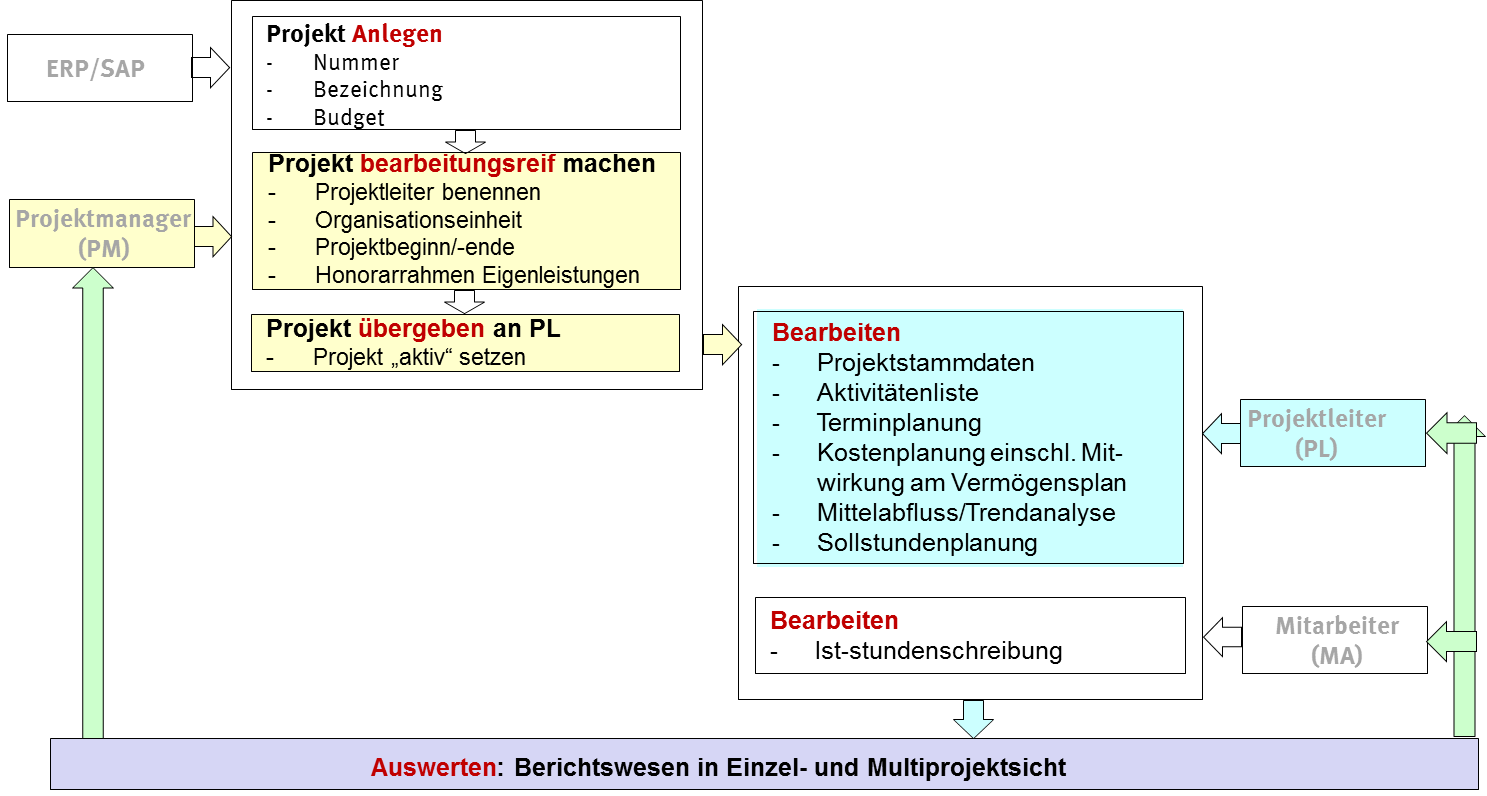 ERP/SAP
Projekt Anlegen
- Nummer
- Bezeichnung
- Budget
Projektmanager
(PM)
Projekt bearbeitungsreif machen
- Projektleiter benennen
- Organisationseinheit
- Projektbeginn/-ende
- Honorarrahmen Eigenleistungen
Projekt übergeben an PL
- Projekt „aktiv“ setzen
Bearbeiten
- Projektstammdaten
- Aktivitätenliste
- Terminplanung
- Kostenplanung einschl. Mit-
wirkung am Vermögensplan
- Mittelabfluss/Trendanalyse
- Sollstundenplanung
Projektleiter
(PL)
Bearbeiten
- Ist-stundenschreibung
Mitarbeiter
(MA)
Auswerten: Berichtswesen in Einzel- und Multiprojektsicht